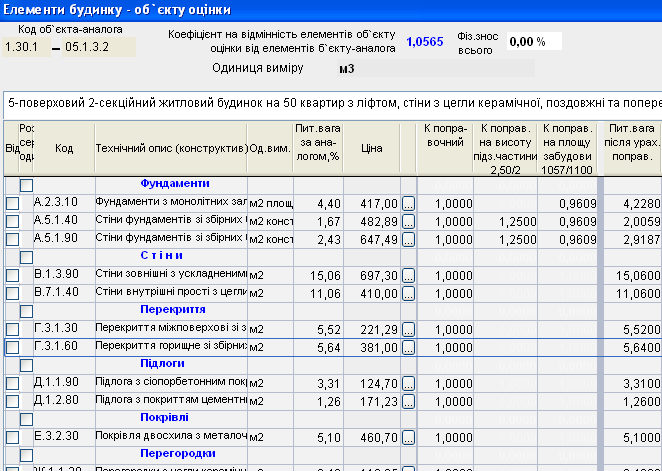 Елементи будинку - об`єкту оцінки
Код об`єкта-аналога
1.30.1 – 05.1.3.2
Коефіцієнт на відмінність елементів об`єкту оцінки від елементів б`єкту-аналога 1,0565
Фіз.знос всього 0,00 %
Одиниця виміру м3
5-поверховий 2-секційний житловий будинок на 50 квартир з ліфтом, стіни з цегли керамічної, поздовжні та попере
Від Роз сер оди Код Технічний опис (конструктив) Од.вим. Пит.вага за ана- логом,% Ціна К попра- вочний К поправ. на висоту підз.частини 2,50/2 К поправ. на площу забудови 1057/1100 Пит.вага після урах. поправ.
Фундаменти
А.2.3.10 Фундаменти з монолітних зал м2 площ 4,40 417,00 ... 1,0000 0,9609 4,2280
А.5.1.40 Стіни фундаментів зі збірних м2 конст 1,67 482,89 ... 1,0000 1,2500 0,9609 2,0059
А.5.1.90 Стіни фундаментів зі збірних м2 конст 2,43 647,49 ... 1,0000 1,2500 0,9609 2,9187
С т і н и
В.1.3.90 Стіни зовнішні з ускладненим м2 15,06 697,30 ... 1,0000 15,0600
В.7.1.40 Стіни внутрішні прості з цегли м2 11,06 410,00 ... 1,0000 11,0600
Перекриття
Г.3.1.30 Перекриття міжповерхові зі з м2 5,52 221,29 ... 1,0000 5,5200
Г.3.1.60 Перекриття горищне зі збірни м2 5,64 381,00 ... 1,0000 5,6400
Підлоги
Д.1.1.90 Підлога з сіопорбетонним пок м2 3,31 124,70 ... 1,0000 3,3100
Д.1.2.80 Підлога з покриттям цементн м2 1,26 171,23 ... 1,0000 1,2600
Покрівлі
Е.3.2.30 Покрівля двосхила з металоч м2 5,10 460,70 ... 1,0000 5,1000
Перегородки